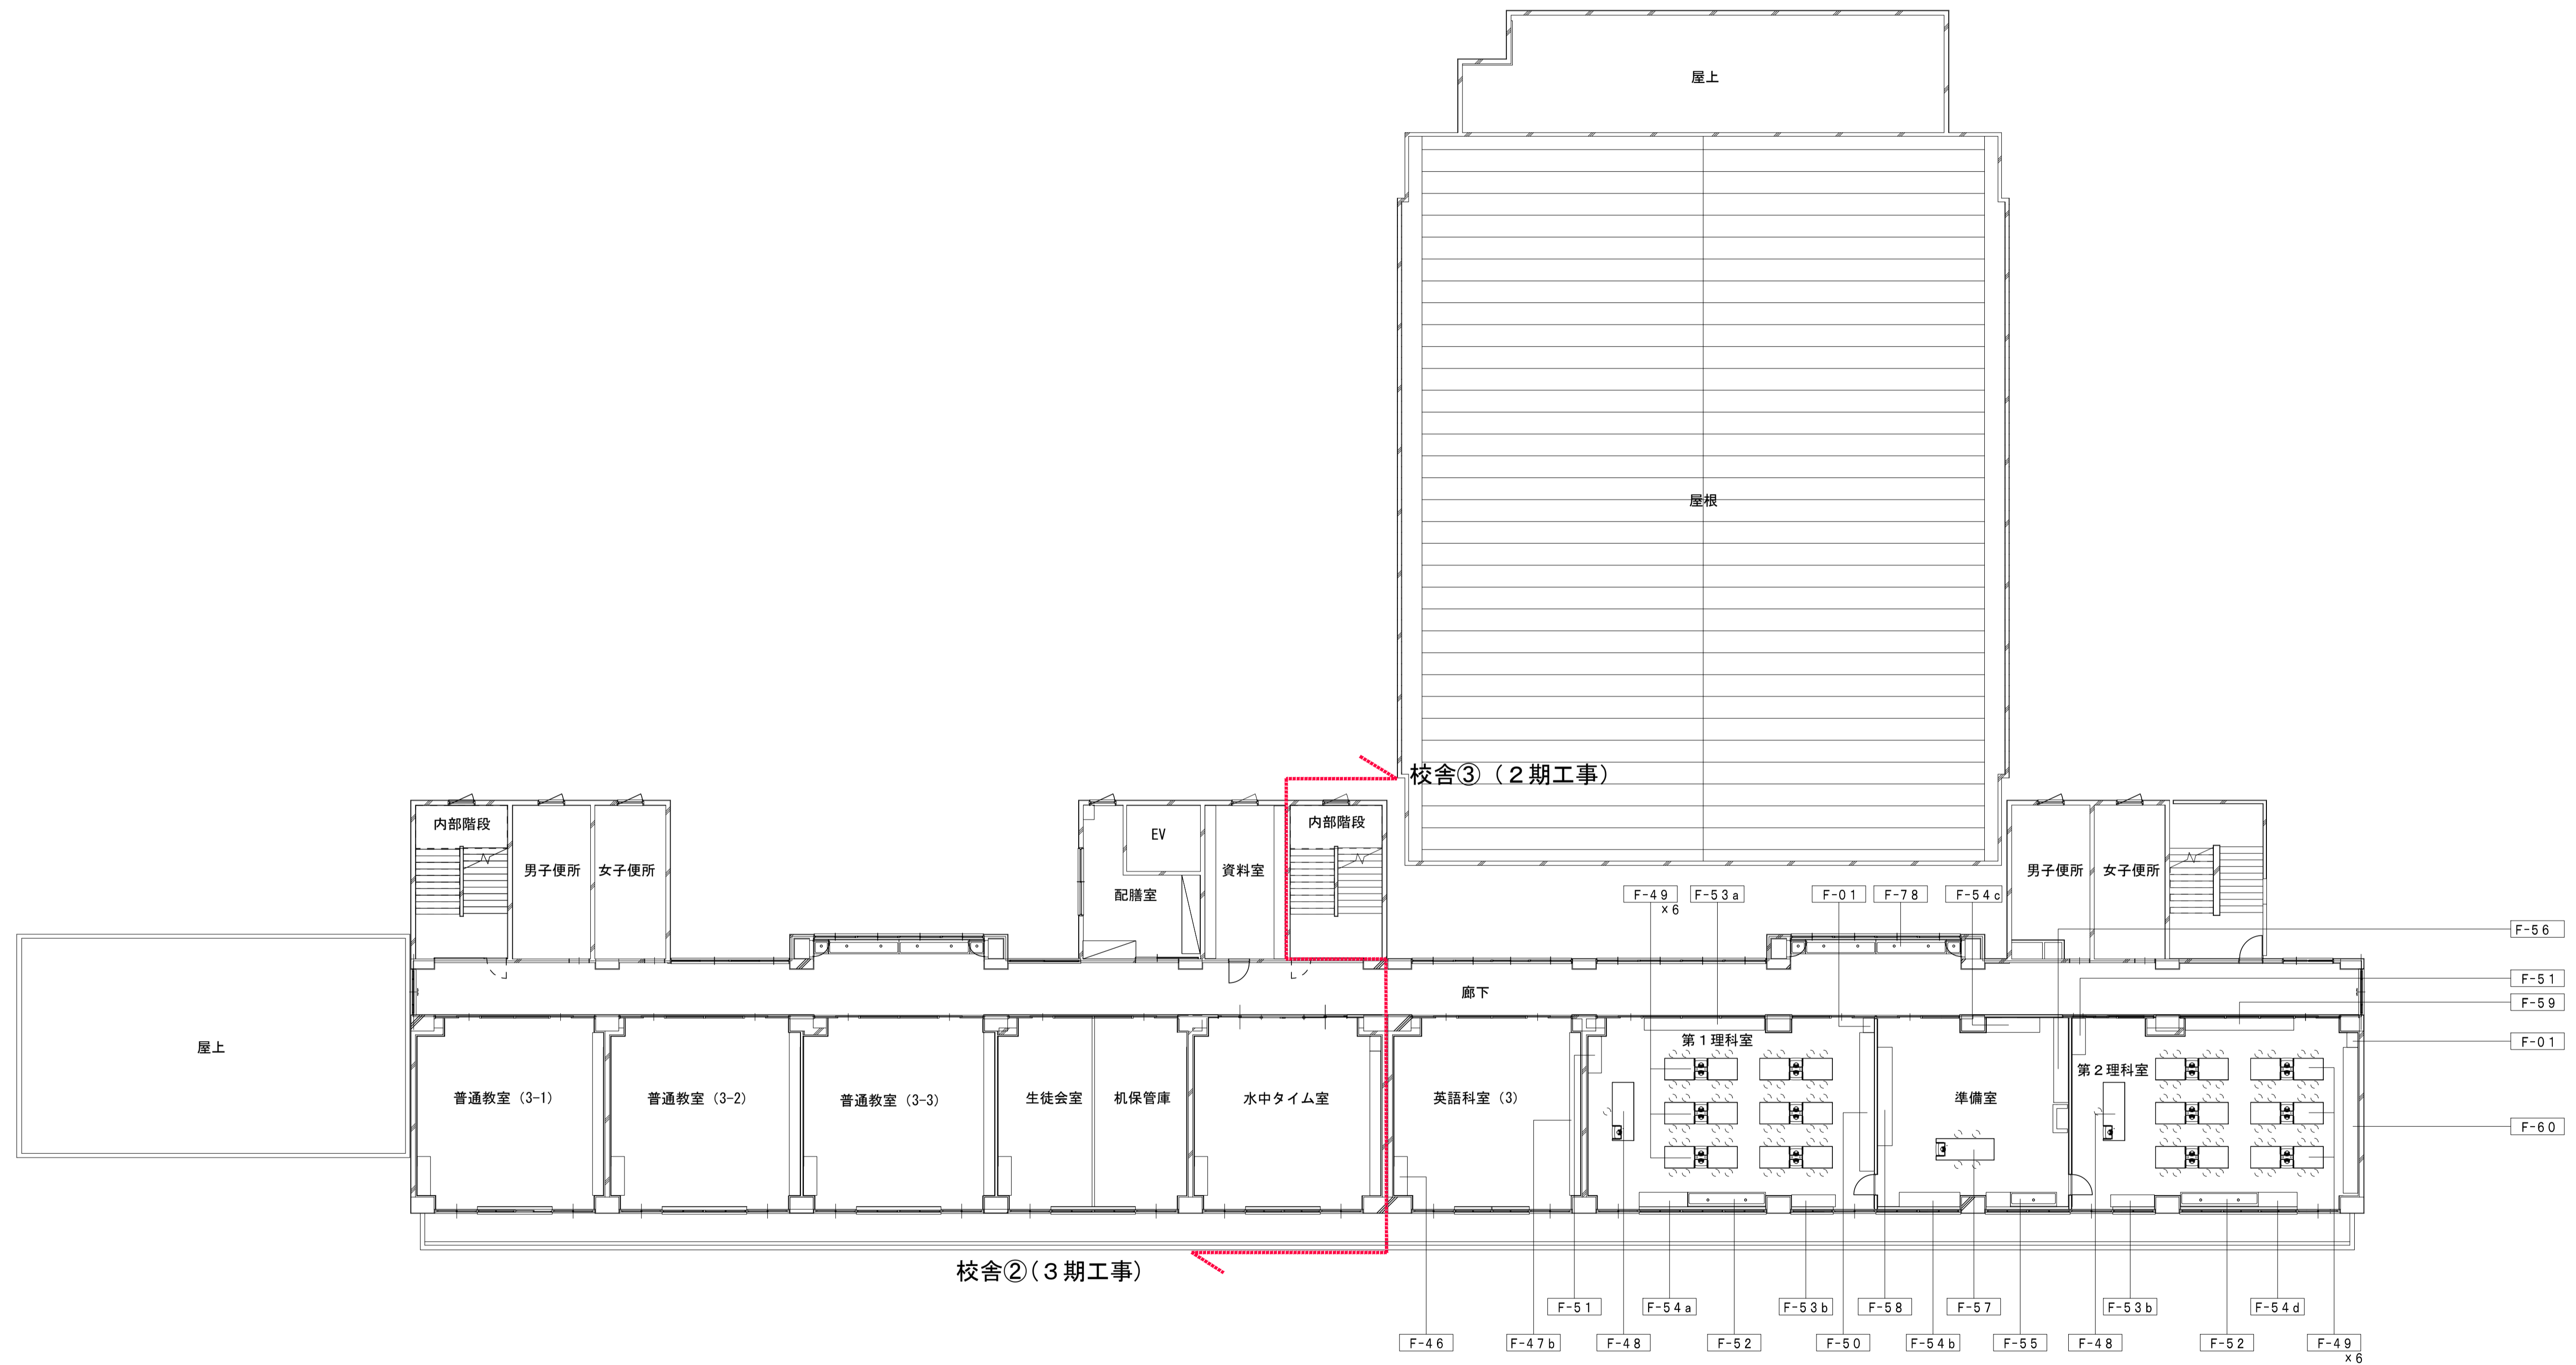 屋上
屋根
校舎③（２期工事）
内部階段
男子便所
女子便所
EV
配膳室
資料室
内部階段
男子便所
女子便所
F-49
x6
F-53a
F-01
F-78
F-54c
F-56
F-51
F-59
F-01
F-60
廊下
屋上
普通教室（3-1）
普通教室（3-2）
普通教室（3-3）
生徒会室
机保管庫
水中タイム室
英語科室（3）
第１理科室
準備室
第２理科室
校舎②（３期工事）
F-51
F-54a
F-53b
F-58
F-57
F-53b
F-54d
F-46
F-47b
F-48
F-52
F-50
F-54b
F-55
F-48
F-52
F-49
x6